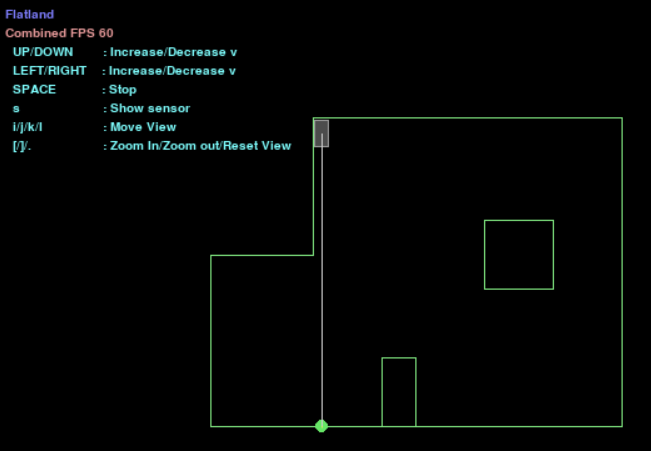 Flatland
Combined FPS 60
UP/DOWN : Increase/Decrease v
LEFT/RIGHT : Increase/Decrease v
SPACE : Stop
s : Show sensor
i/j/k/l : Move View
[/]/. : Zoom In/Zoom out/Reset View